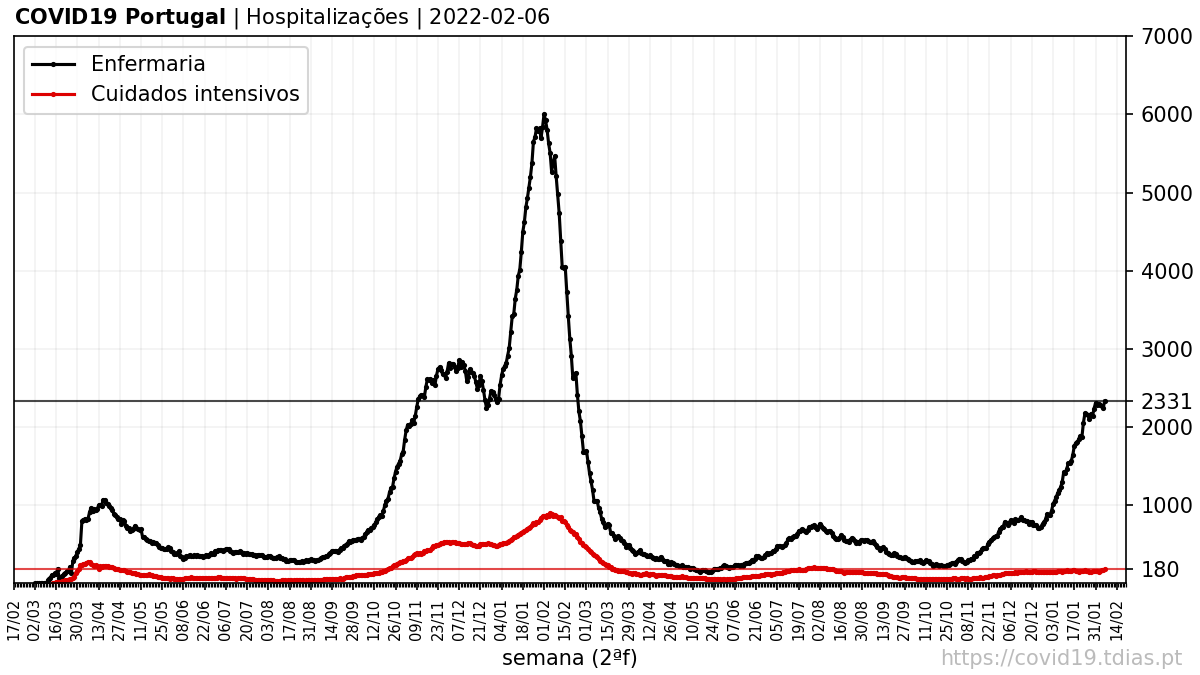 COVID19 Portugal | Hospitalizações | 2022-02-06
Enfermaria
Cuidados intensivos
7000
6000
5000
4000
3000
2331
2000
1000
180
17/02 02/03 16/03 30/03 13/04 27/04 11/05 25/05 08/06 22/06 06/07 20/07 03/08 17/08 31/08 14/09 28/09 12/10 26/10 09/11 23/11 07/12 21/12 04/01 18/01 01/02 15/02 01/03 15/03 29/03 12/04 26/04 10/05 24/05 07/06 21/06 05/07 19/07 02/08 16/08 30/08 13/09 27/09 11/10 25/10 08/11 22/11 06/12 20/12 03/01 17/01 31/01 14/02
semana (2ªf)
https://covid19.tdias.pt